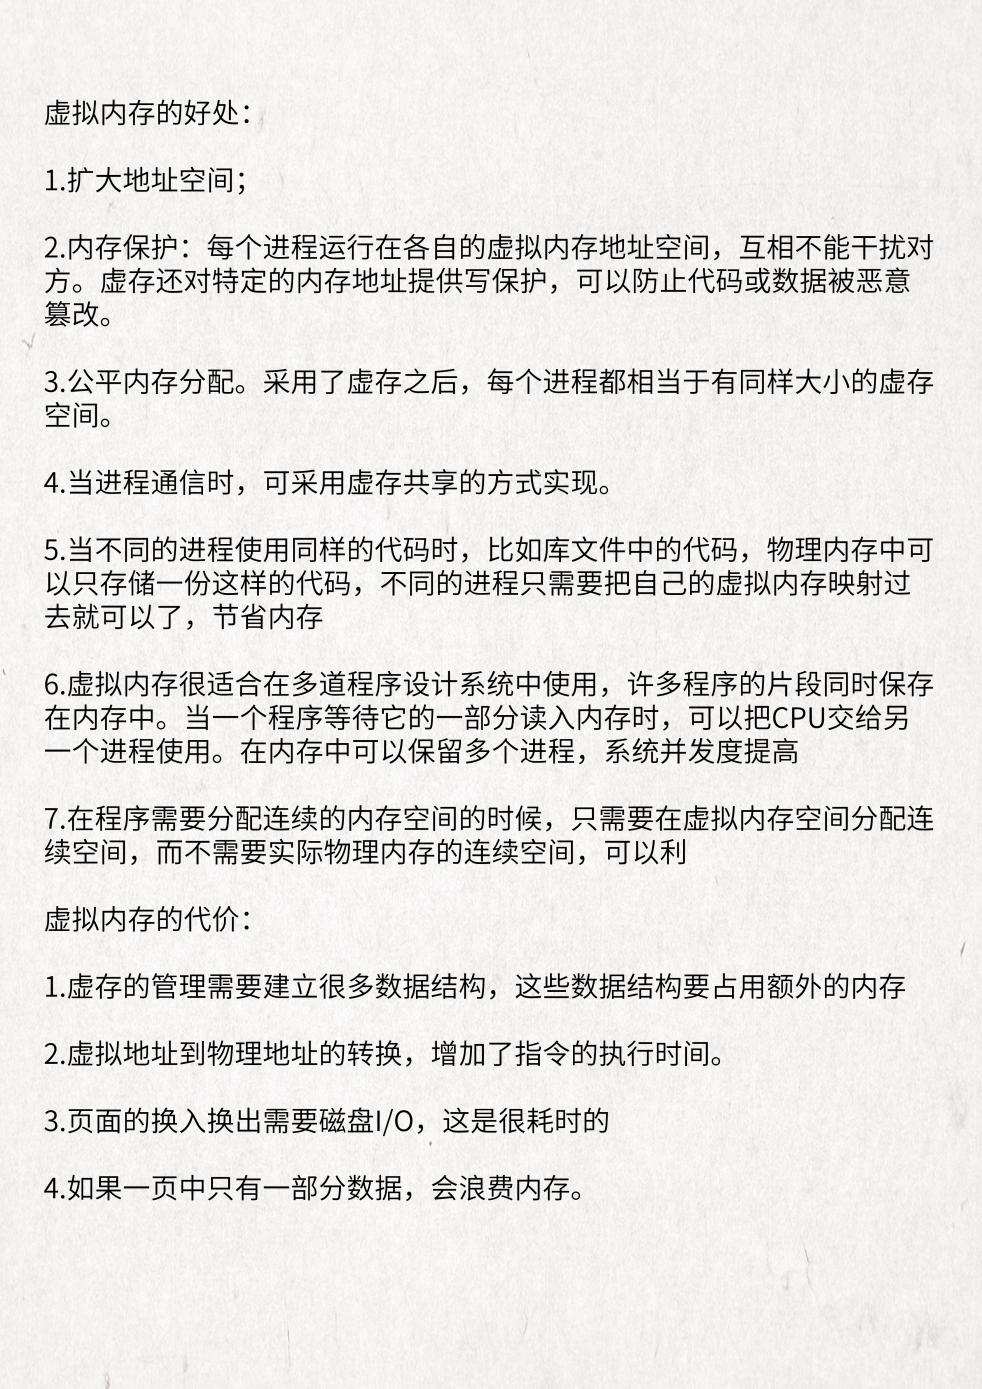 虚拟内存的好处：
1.扩大地址空间；
2.内存保护：每个进程运行在各自的虚拟内存地址空间，互相不能干扰对
方。虚存还对特定的内存地址提供写保护，可以防止代码或数据被恶意
篡改。
3.公平内存分配。采用了虚存之后，每个进程都相当于有同样大小的虚存
空间。
4.当进程通信时，可采用虚存共享的方式实现。
5.当不同的进程使用同样的代码时，比如库文件中的代码，物理内存中可
以只存储一份这样的代码，不同的进程只需要把自己的虚拟内存映射过
去就可以了，节省内存
6.虚拟内存很适合在多道程序设计系统中使用，许多程序的片段同时保存
在内存中。当一个程序等待它的一部分读入内存时，可以把CPU交给另
一个进程使用。在内存中可以保留多个进程，系统并发度提高
7.在程序需要分配连续的内存空间的时候，只需要在虚拟内存空间分配连
续空间，而不需要实际物理内存的连续空间，可以利
虚拟内存的代价：
1.虚存的管理需要建立很多数据结构，这些数据结构要占用额外的内存
2.虚拟地址到物理地址的转换，增加了指令的执行时间。
3.页面的换入换出需要磁盘I/O，这是很耗时的
4.如果一页中只有一部分数据，会浪费内存。